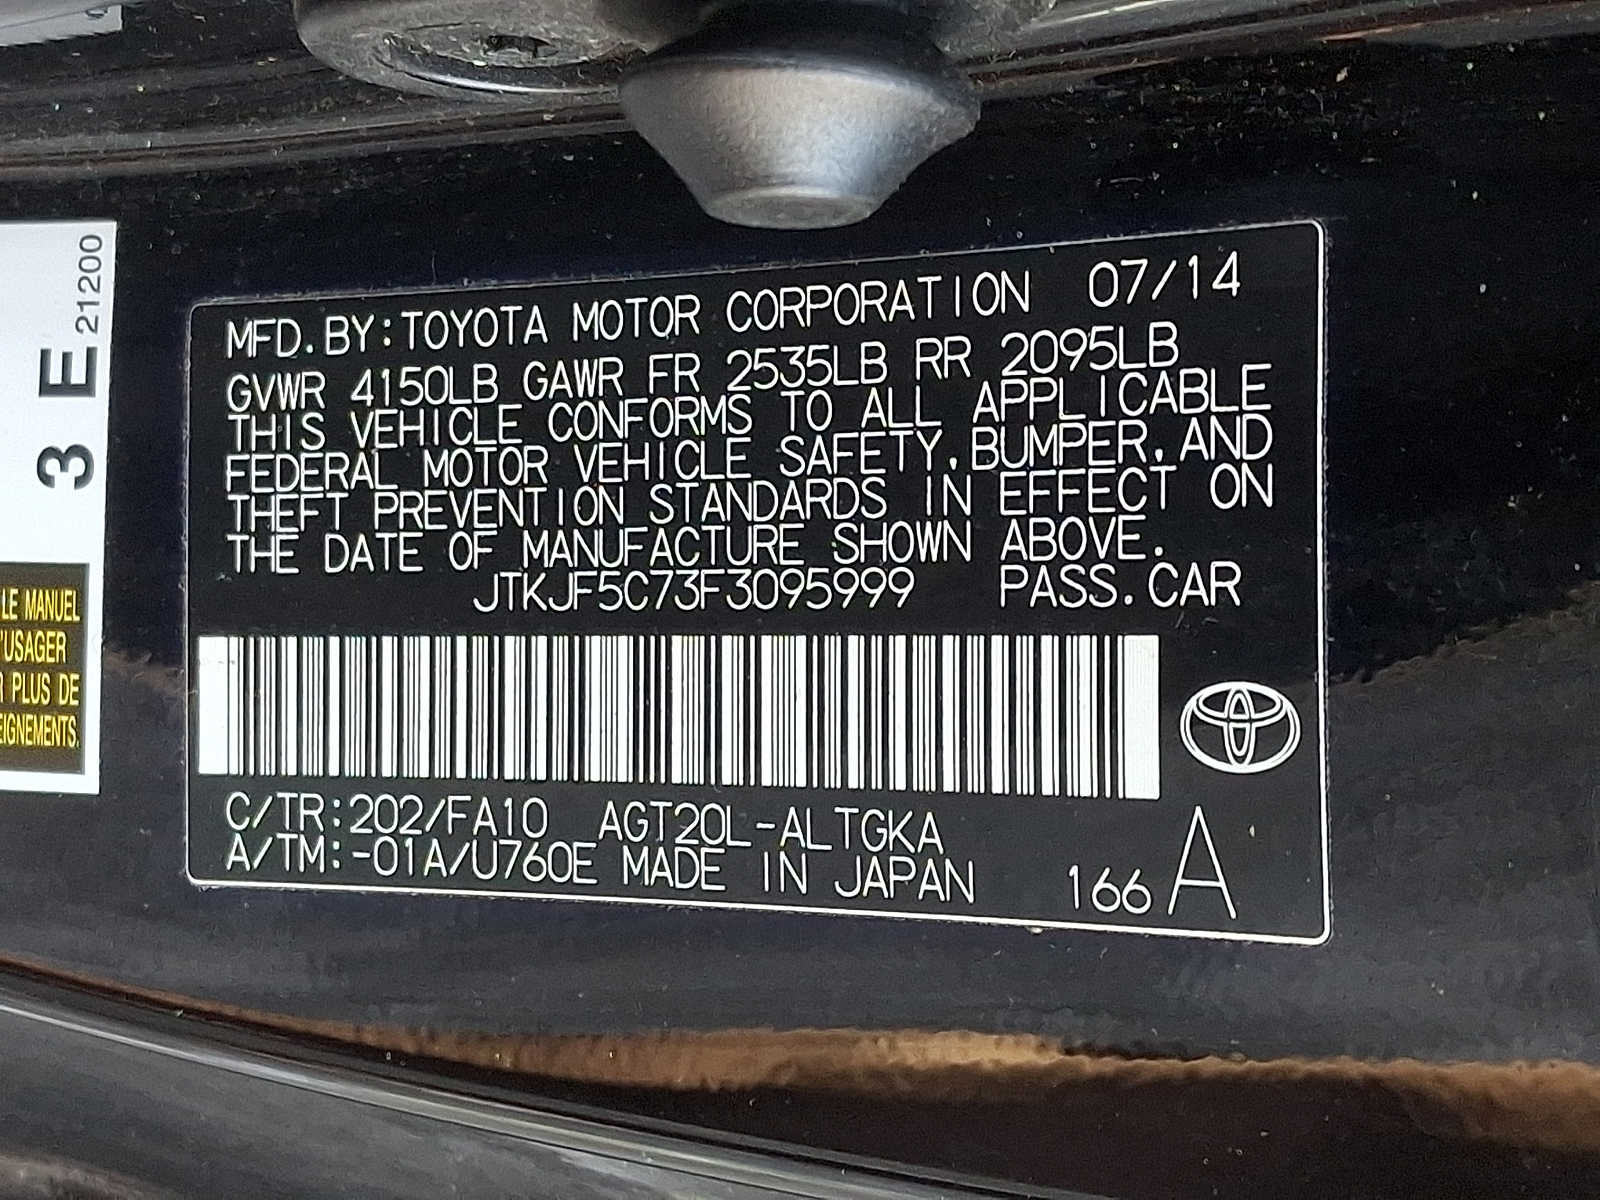 3 E 21200
LE MANUEL
'USAGER
R PLUS DE
EIGNEMENTS.
MFD. BY: TOYOTA MOTOR CORPORATION 07/14
GVWR 4150LB GAWR FR 2535LB RR 2095LB
THIS VEHICLE CONFORMS TO ALL APPLICABLE
FEDERAL MOTOR VEHICLE SAFETY, BUMPER, AND
THEFT PREVENTION STANDARDS IN EFFECT ON
THE DATE OF MANUFACTURE SHOWN ABOVE.
JTKJF5C73F3095999 PASS. CAR
C/TR: 202/FA10 AGT20L-ALTGKA
A/TM: -01A/U760E MADE IN JAPAN 166 A